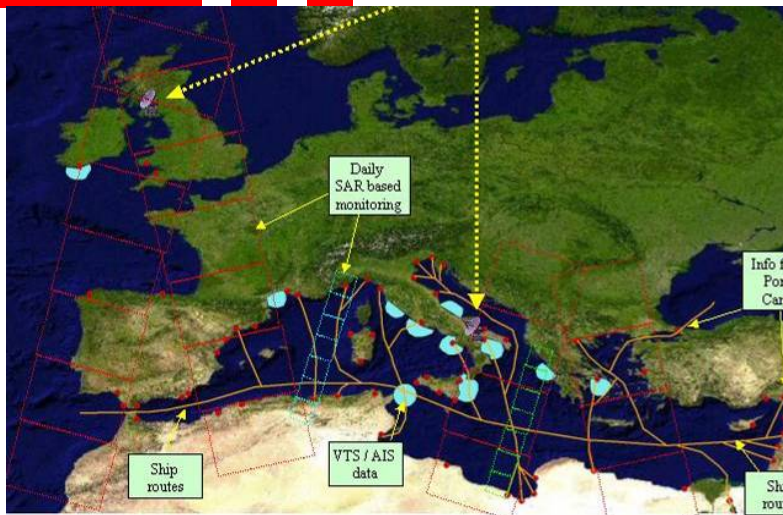 Daily
SAR based
monitoring
Info
Por
Car
VTS / AIS
data
Ship
routes
Sh
rou